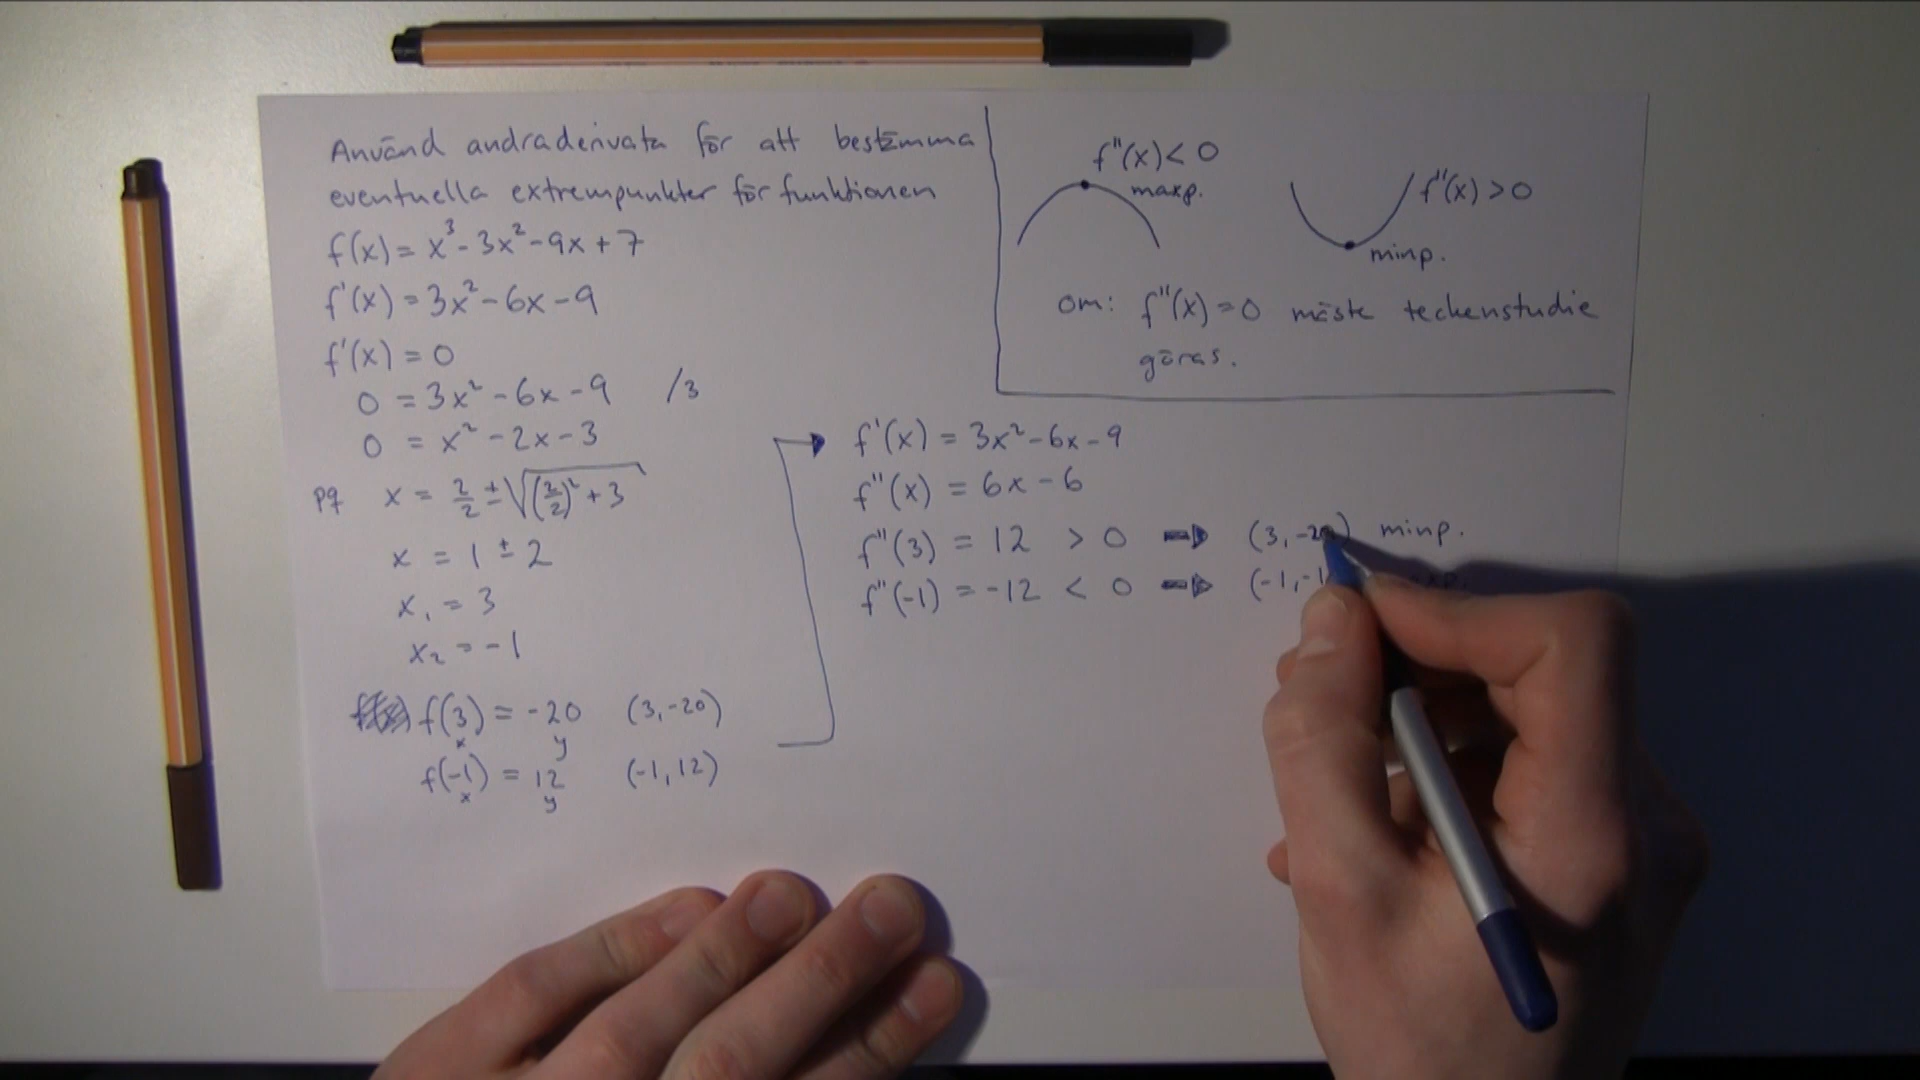 Använd andraderivata för att bestämma
eventuella extrempunkter för funktionen
f(x) = x³ - 3x² - 9x + 7
f'(x) = 3x² - 6x - 9
f'(x) = 0
0 = 3x² - 6x - 9 /3
0 = x² - 2x - 3
pq x = 2/2 ± √((2/2)² + 3)
x = 1 ± 2
x₁ = 3
x₂ = -1
f(3) = -20 (3, -20)
x y
f(-1) = 12 (-1, 12)
x y
f''(x) < 0
maxp.
f''(x) > 0
minp.
om: f''(x) = 0 måste teckenstudie
göras.
f'(x) = 3x² - 6x - 9
f''(x) = 6x - 6
f''(3) = 12 > 0 ⇒ (3, -20) minp.
f''(-1) = -12 < 0 ⇒ (-1,